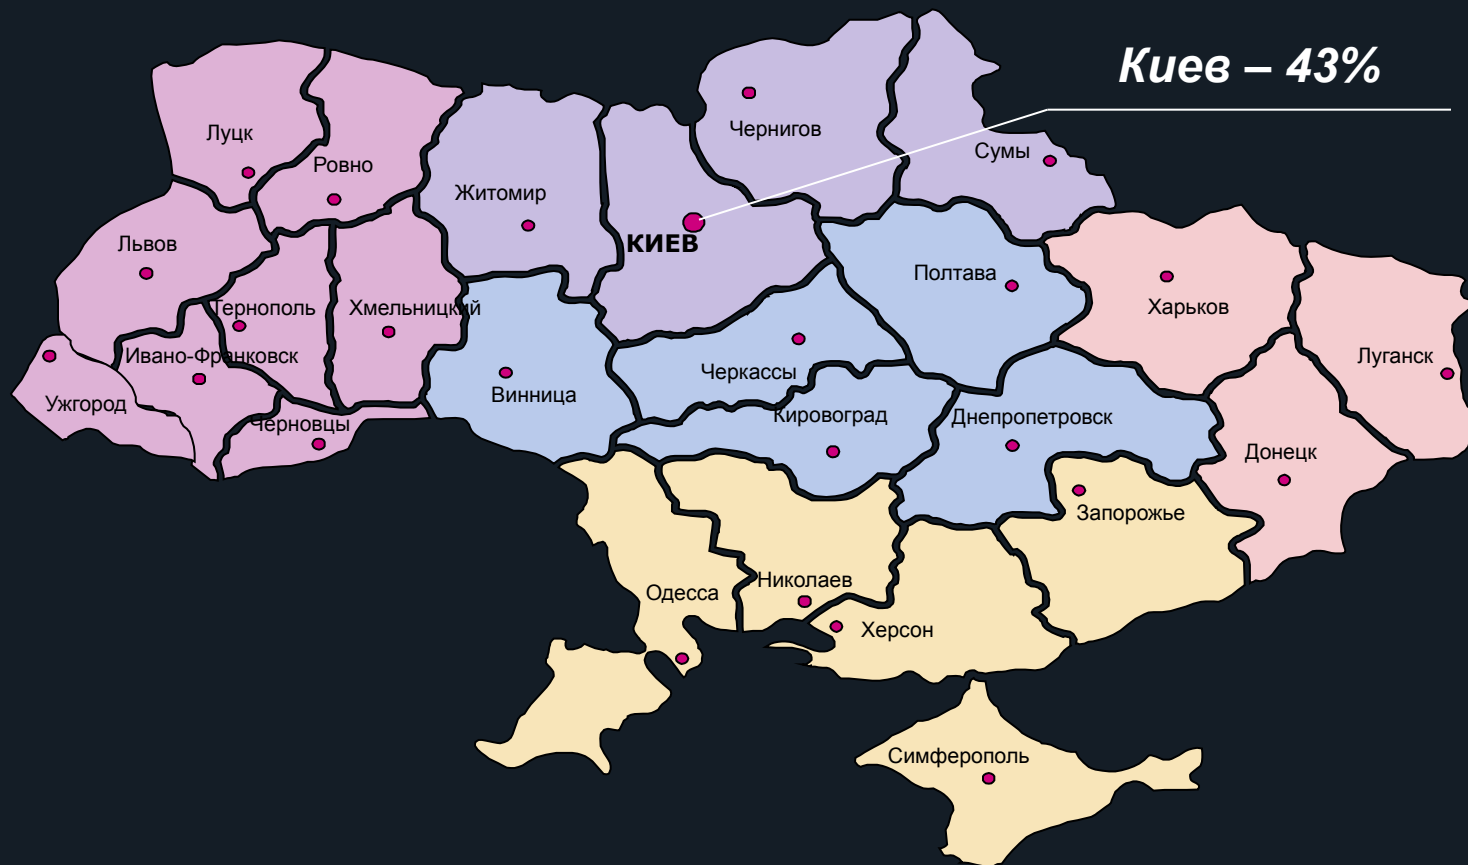 Киев – 43%
Чернигов
Луцк
Сумы
Ровно
Житомир
Львов
КИЕВ
Полтава
Тернополь
Хмельницкий
Харьков
Ивано-Франковск
Луганск
Черкассы
Винница
Ужгород
Кировоград
Днепропетровск
Черновцы
Донецк
Запорожье
Николаев
Одесса
Херсон
Симферополь